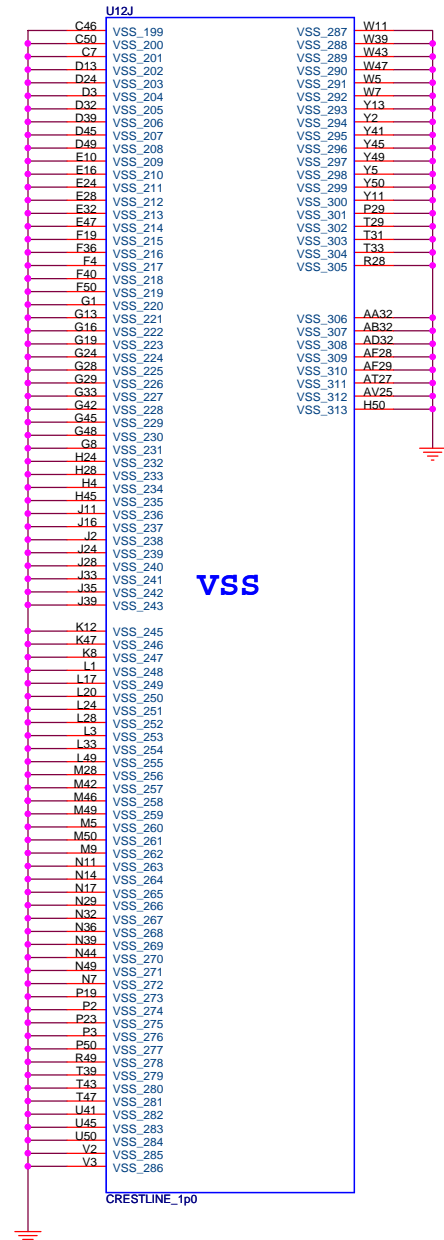 U12J
C46 VSS_199
C50 VSS_200
C7 VSS_201
D13 VSS_202
D24 VSS_203
D3 VSS_204
D32 VSS_205
D39 VSS_206
D45 VSS_207
D49 VSS_208
E10 VSS_209
E16 VSS_210
E24 VSS_211
E28 VSS_212
E32 VSS_213
E47 VSS_214
F19 VSS_215
F36 VSS_216
F4 VSS_217
F40 VSS_218
F50 VSS_219
G1 VSS_220
G13 VSS_221
G16 VSS_222
G19 VSS_223
G24 VSS_224
G28 VSS_225
G29 VSS_226
G33 VSS_227
G42 VSS_228
G45 VSS_229
G48 VSS_230
G8 VSS_231
H24 VSS_232
H28 VSS_233
H4 VSS_234
H45 VSS_235
J11 VSS_236
J16 VSS_237
J2 VSS_238
J24 VSS_239
J28 VSS_240
J33 VSS_241
J35 VSS_242
J39 VSS_243
K12 VSS_245
K47 VSS_246
K8 VSS_247
L1 VSS_248
L17 VSS_249
L20 VSS_250
L24 VSS_251
L28 VSS_252
L3 VSS_253
L33 VSS_254
L49 VSS_255
M28 VSS_256
M42 VSS_257
M46 VSS_258
M49 VSS_259
M5 VSS_260
M50 VSS_261
M9 VSS_262
N11 VSS_263
N14 VSS_264
N17 VSS_265
N29 VSS_266
N32 VSS_267
N36 VSS_268
N39 VSS_269
N44 VSS_270
N49 VSS_271
N7 VSS_272
P19 VSS_273
P2 VSS_274
P23 VSS_275
P3 VSS_276
P50 VSS_277
R49 VSS_278
T39 VSS_279
T43 VSS_280
T47 VSS_281
U41 VSS_282
U45 VSS_283
U50 VSS_284
V2 VSS_285
V3 VSS_286
VSS
VSS_287 W11
VSS_288 W39
VSS_289 W43
VSS_290 W47
VSS_291 W5
VSS_292 W7
VSS_293 Y13
VSS_294 Y2
VSS_295 Y41
VSS_296 Y45
VSS_297 Y49
VSS_298 Y5
VSS_299 Y50
VSS_300 Y11
VSS_301 P29
VSS_302 T29
VSS_303 T31
VSS_304 T33
VSS_305 R28
VSS_306 AA32
VSS_307 AB32
VSS_308 AD32
VSS_309 AF28
VSS_310 AF29
VSS_311 AT27
VSS_312 AV25
VSS_313 H50
CRESTLINE_1p0